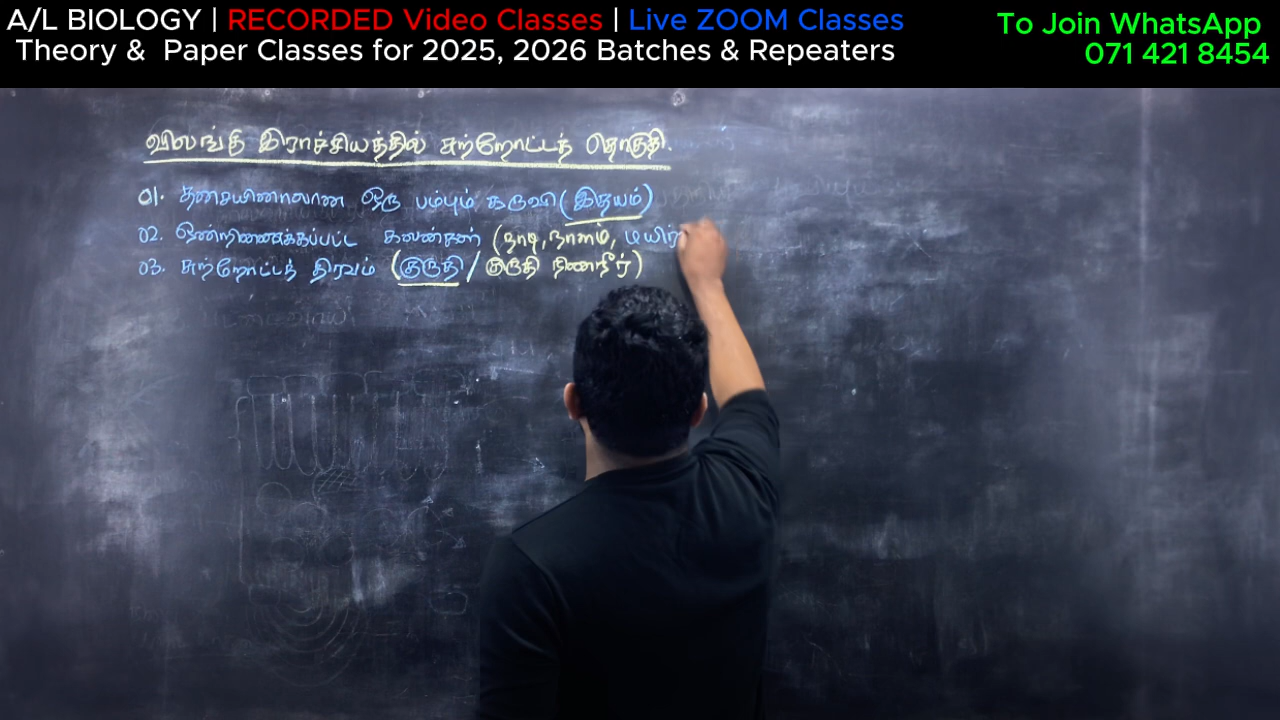 A/L BIOLOGY | RECORDED Video Classes | Live ZOOM Classes
Theory & Paper Classes for 2025, 2026 Batches & Repeaters
To Join WhatsApp
071 421 8454
விலங்கு இராச்சியத்தில் சுற்றோட்டத் தொகுதி.
01. தசையினாலான ஒரு பம்பும் கருவி (இதயம்)
02. ஒன்றிணைக்கப்பட்ட கலன்கள் (நாடி, நாளம், மயிர்
03. சுற்றோட்டத் திரவம் (குருதி / குருதி நிணநீர்)